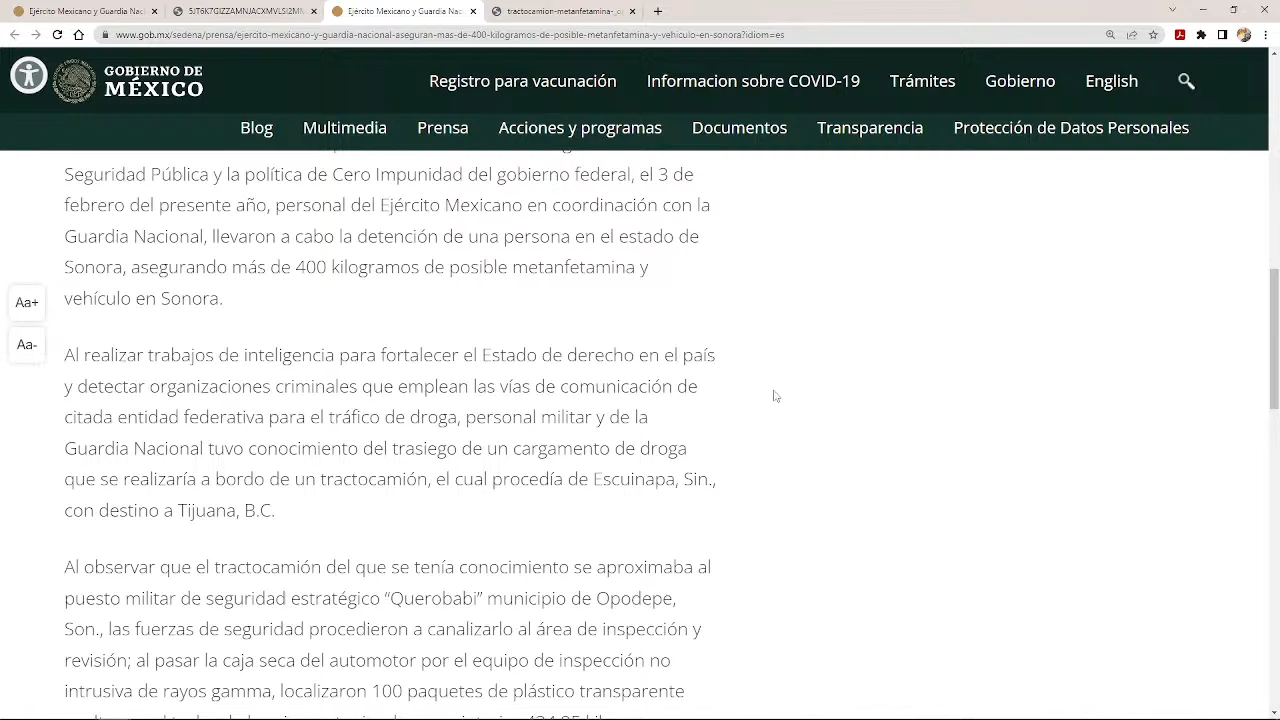 Ejército Mexicano y Guardia Nac
5JT6K7GIZZAMNJACXMVLSI2MN
Ejército Mexicano y Guardia Nac
tractocamion-metanfetamina-_c
www.gob.mx/sedena/prensa/ejercito-mexicano-y-guardia-nacional-aseguran-mas-de-400-kilogramos-de-posible-metanfetamina-y-vehiculo-en-sonora?idiom=es
GOBIERNO DE
MÉXICO
Registro para vacunación Informacion sobre COVID-19 Trámites Gobierno English
Blog Multimedia Prensa Acciones y programas Documentos Transparencia Protección de Datos Personales
Seguridad Pública y la política de Cero Impunidad del gobierno federal, el 3 de
febrero del presente año, personal del Ejército Mexicano en coordinación con la
Guardia Nacional, llevaron a cabo la detención de una persona en el estado de
Sonora, asegurando más de 400 kilogramos de posible metanfetamina y
vehículo en Sonora.
Aa+
Aa-
Al realizar trabajos de inteligencia para fortalecer el Estado de derecho en el país
y detectar organizaciones criminales que emplean las vías de comunicación de
citada entidad federativa para el tráfico de droga, personal militar y de la
Guardia Nacional tuvo conocimiento del trasiego de un cargamento de droga
que se realizaría a bordo de un tractocamión, el cual procedía de Escuinapa, Sin.,
con destino a Tijuana, B.C.
Al observar que el tractocamión del que se tenía conocimiento se aproximaba al
puesto militar de seguridad estratégico “Querobabi” municipio de Opodepe,
Son., las fuerzas de seguridad procedieron a canalizarlo al área de inspección y
revisión; al pasar la caja seca del automotor por el equipo de inspección no
intrusiva de rayos gamma, localizaron 100 paquetes de plástico transparente